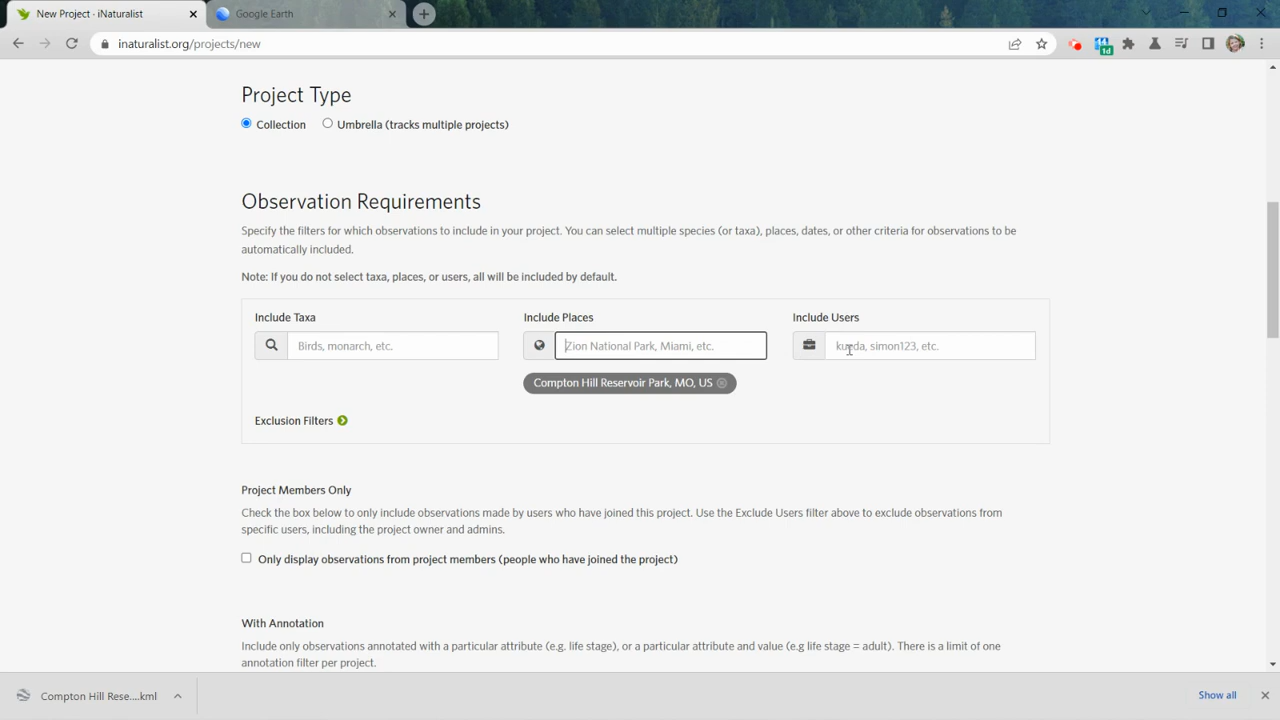 New Project · iNaturalist
Google Earth
inaturalist.org/projects/new
1d
Project Type
Collection
Umbrella (tracks multiple projects)
Observation Requirements
Specify the filters for which observations to include in your project. You can select multiple species (or taxa), places, dates, or other criteria for observations to be
automatically included.
Note: If you do not select taxa, places, or users, all will be included by default.
Include Taxa
Include Places
Include Users
Birds, monarch, etc.
Zion National Park, Miami, etc.
kueda, simon123, etc.
Compton Hill Reservoir Park, MO, US
Exclusion Filters
Project Members Only
Check the box below to only include observations made by users who have joined this project. Use the Exclude Users filter above to exclude observations from
specific users, including the project owner and admins.
Only display observations from project members (people who have joined the project)
With Annotation
Include only observations annotated with a particular attribute (e.g. life stage), or a particular attribute and value (e.g life stage = adult). There is a limit of one
annotation filter per project.
Compton Hill Rese....kml
Show all